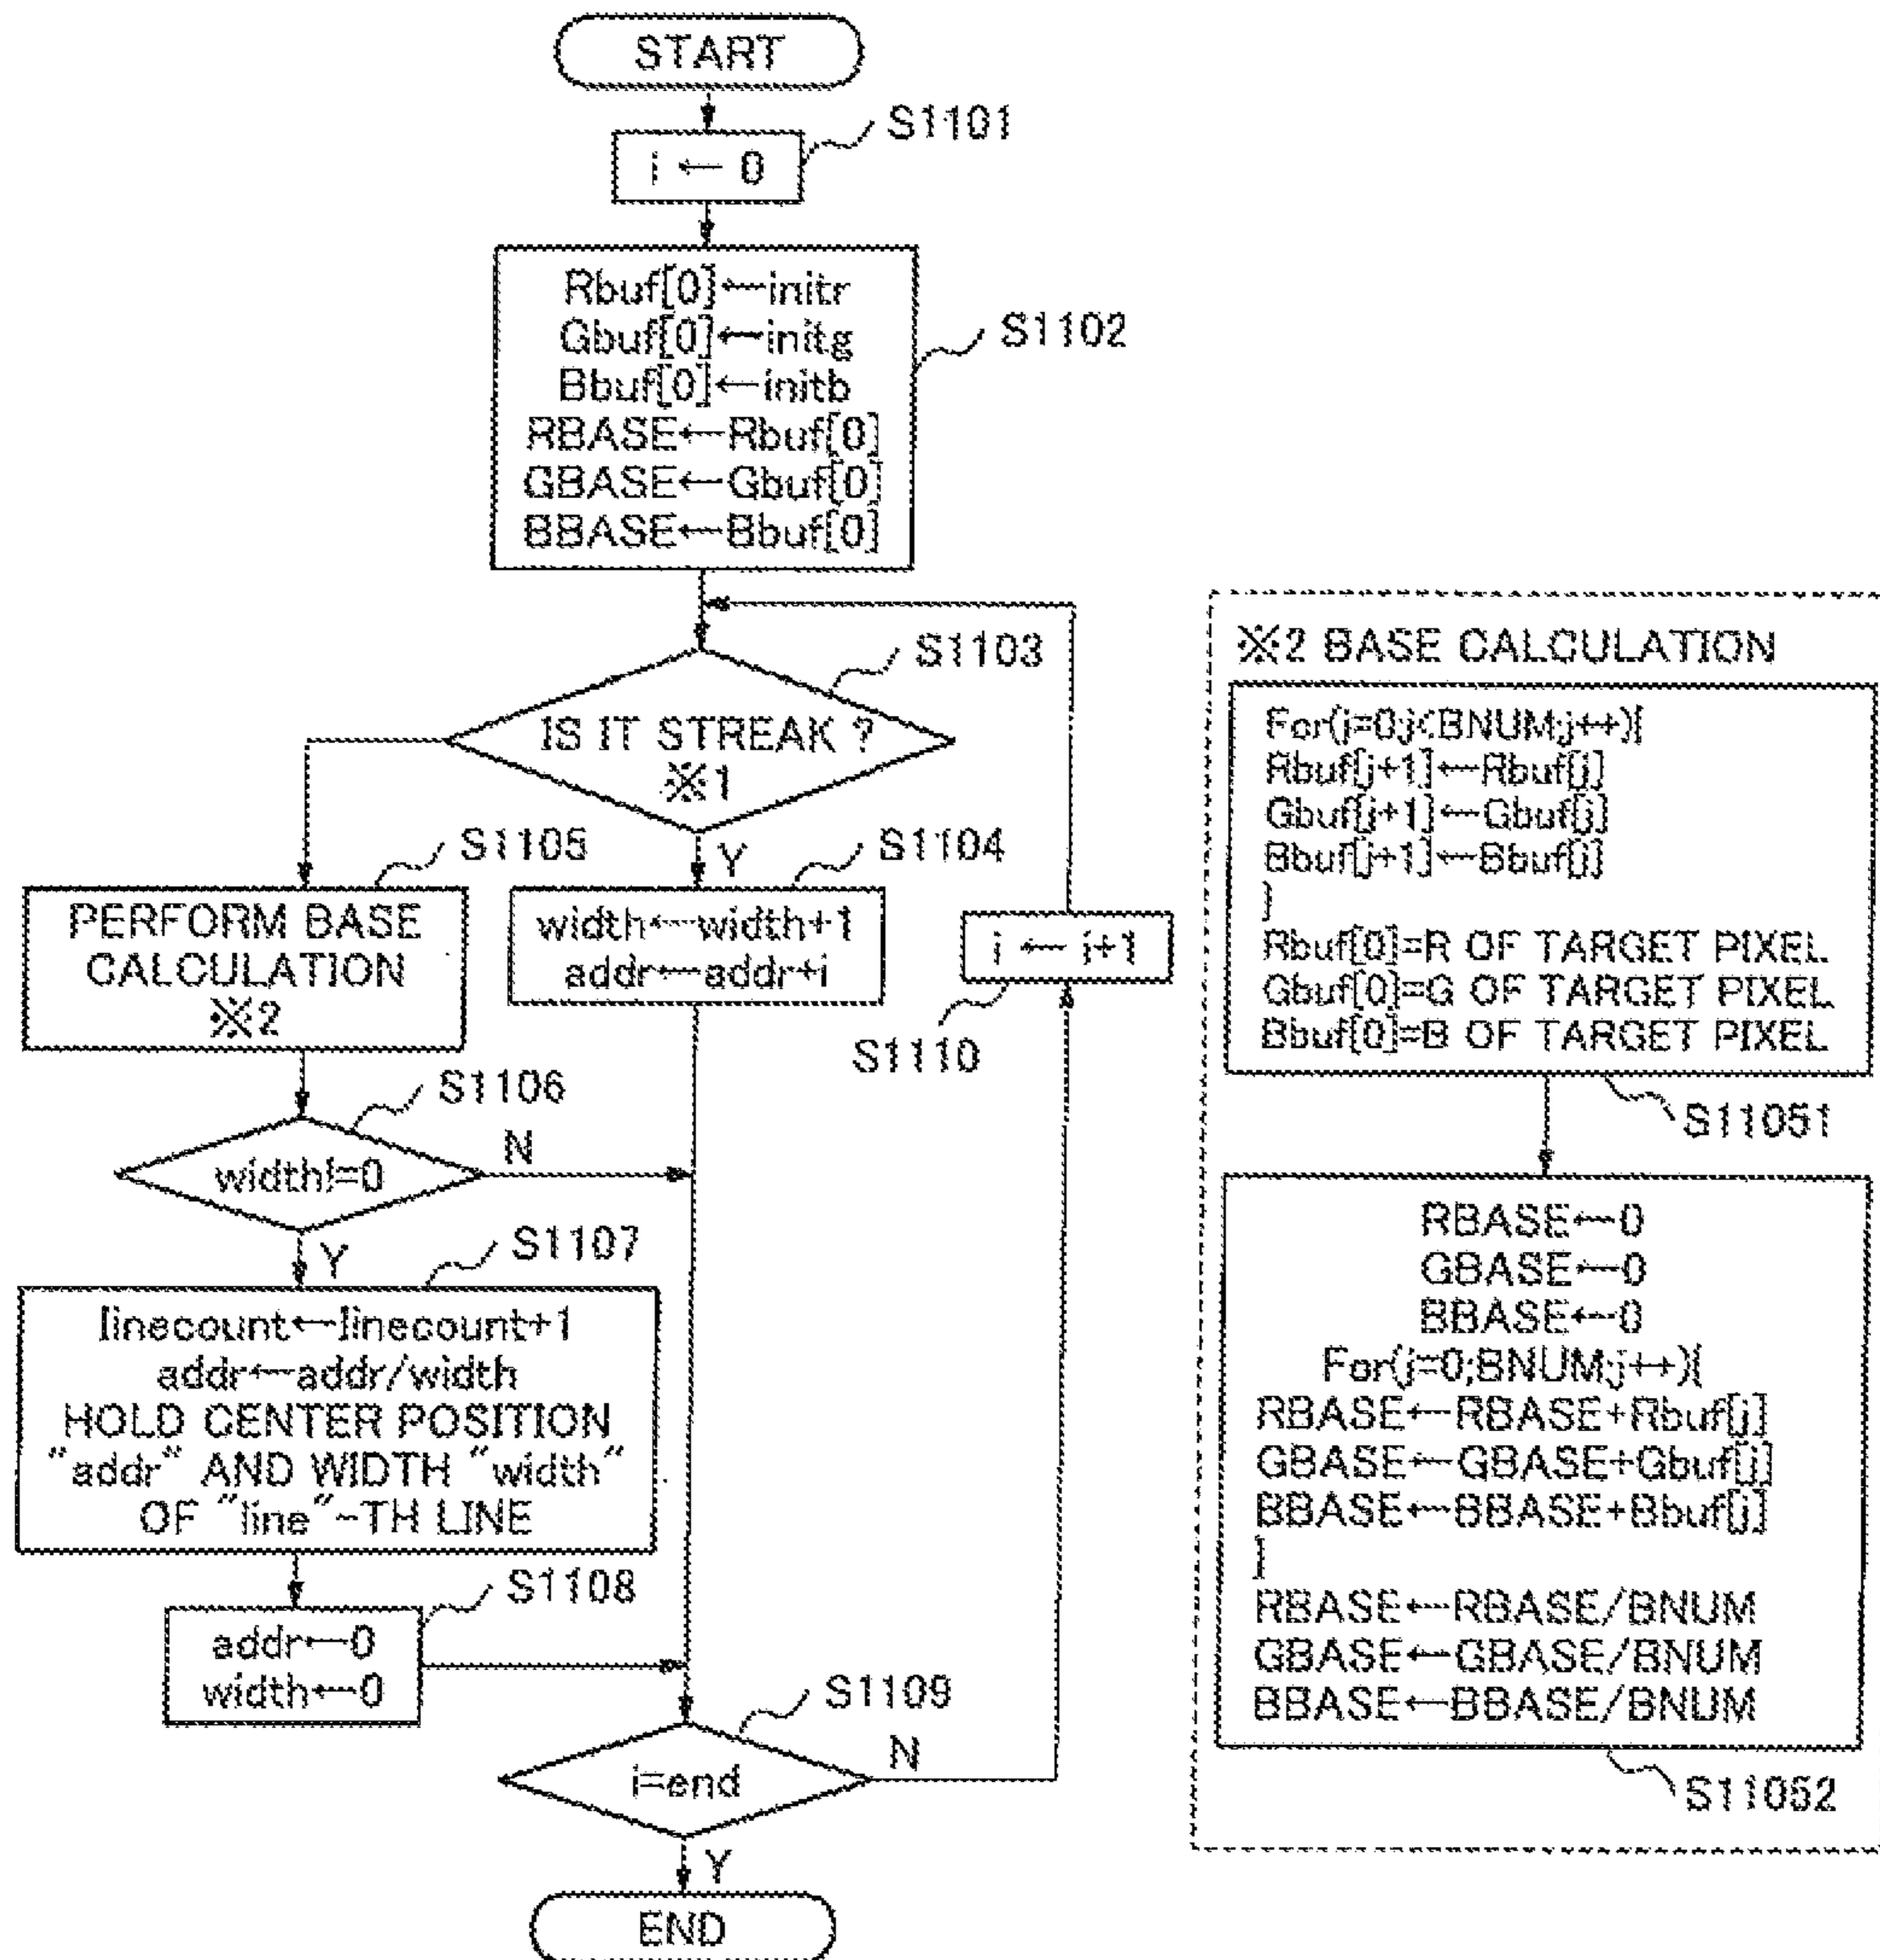 START
S1101
i ← 0
Rbuf[0]←initr
Gbuf[0]←initg
Bbuf[0]←initb
RBASE←Rbuf[0]
GBASE←Gbuf[0]
BBASE←Bbuf[0]
S1102
S1103
IS IT STREAK ?
※1
S1105
PERFORM BASE
CALCULATION
※2
Y
S1104
width←width+1
addr←addr+i
i ← i+1
S1110
S1106
width!=0
N
Y
S1107
linecount←linecount+1
addr←addr/width
HOLD CENTER POSITION
"addr" AND WIDTH "width"
OF "line"-TH LINE
S1108
addr←0
width←0
S1109
i=end
N
Y
END
※2 BASE CALCULATION
For(j=0;j<BNUM;j++){
Rbuf[j+1]←Rbuf[j]
Gbuf[j+1]←Gbuf[j]
Bbuf[j+1]←Bbuf[j]
}
Rbuf[0]=R OF TARGET PIXEL
Gbuf[0]=G OF TARGET PIXEL
Bbuf[0]=B OF TARGET PIXEL
S11051
RBASE←0
GBASE←0
BBASE←0
For(j=0;BNUM;j++){
RBASE←RBASE+Rbuf[j]
GBASE←GBASE+Gbuf[j]
BBASE←BBASE+Bbuf[j]
}
RBASE←RBASE/BNUM
GBASE←GBASE/BNUM
BBASE←BBASE/BNUM
S11052